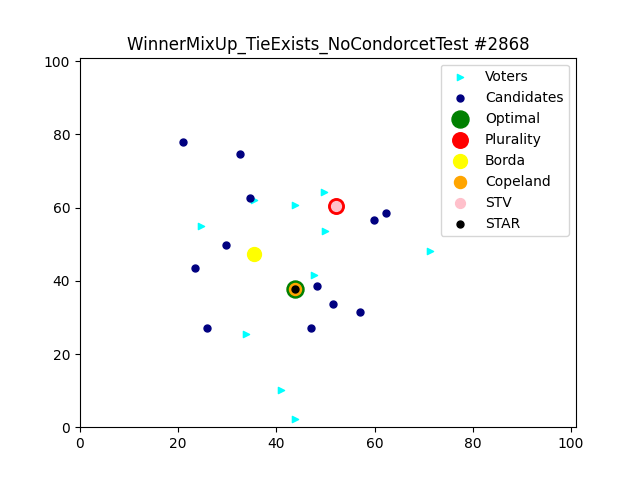 WinnerMixUp_TieExists_NoCondorcetTest #2868
100
80
60
40
20
0
0
20
40
60
80
100
Voters
Candidates
Optimal
Plurality
Borda
Copeland
STV
STAR